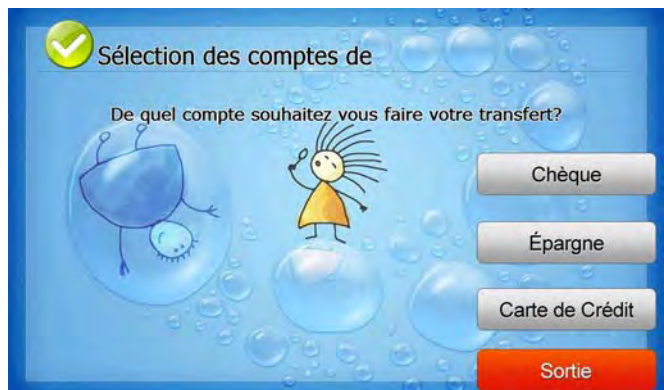 Sélection des comptes de
De quel compte souhaitez vous faire votre transfert?
Chèque
Épargne
Carte de Crédit
Sortie